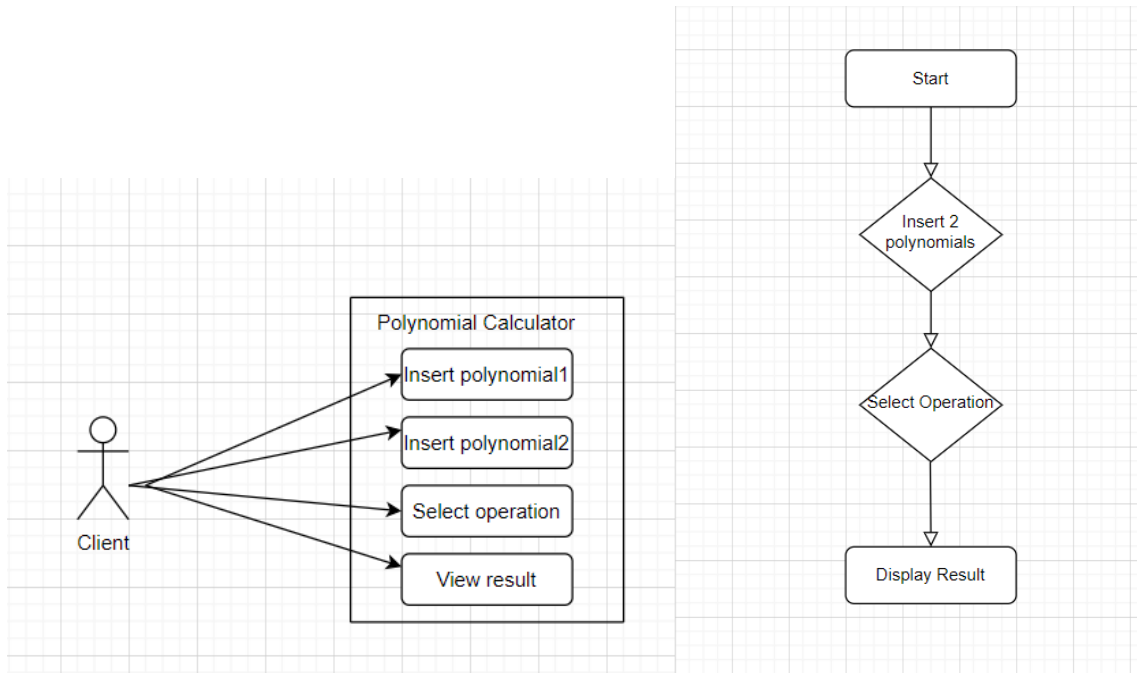 Polynomial Calculator
Insert polynomial1
Insert polynomial2
Select operation
View result
Client
Start
Insert 2
polynomials
Select Operation
Display Result